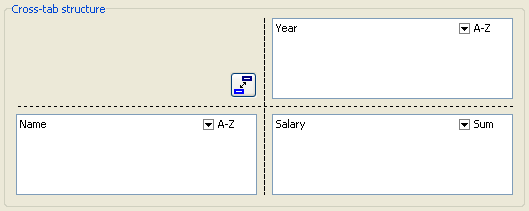 Cross-tab structure
Year A-Z
Name A-Z
Salary Sum